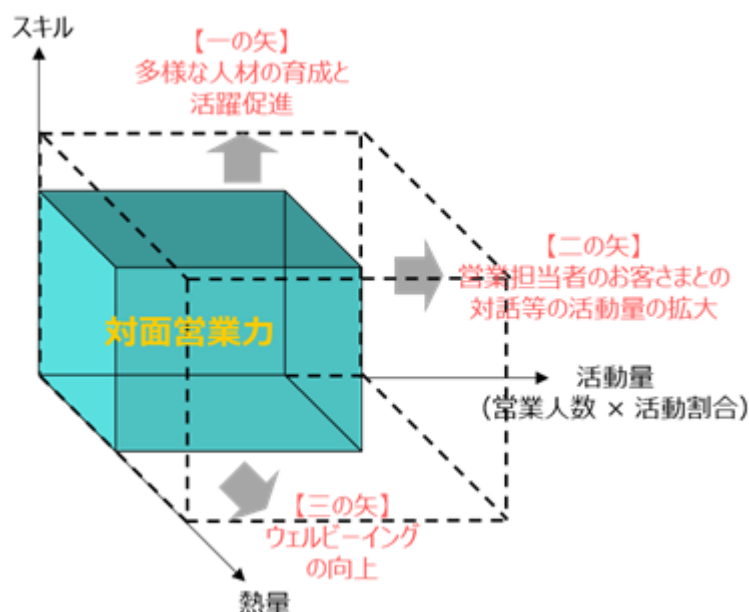 スキル
【一の矢】
多様な人材の育成と
活躍促進
【二の矢】
営業担当者のお客さまとの
対話等の活動量の拡大
対面営業力
活動量
(営業人数 × 活動割合)
【三の矢】
ウェルビーイング
の向上
熱量